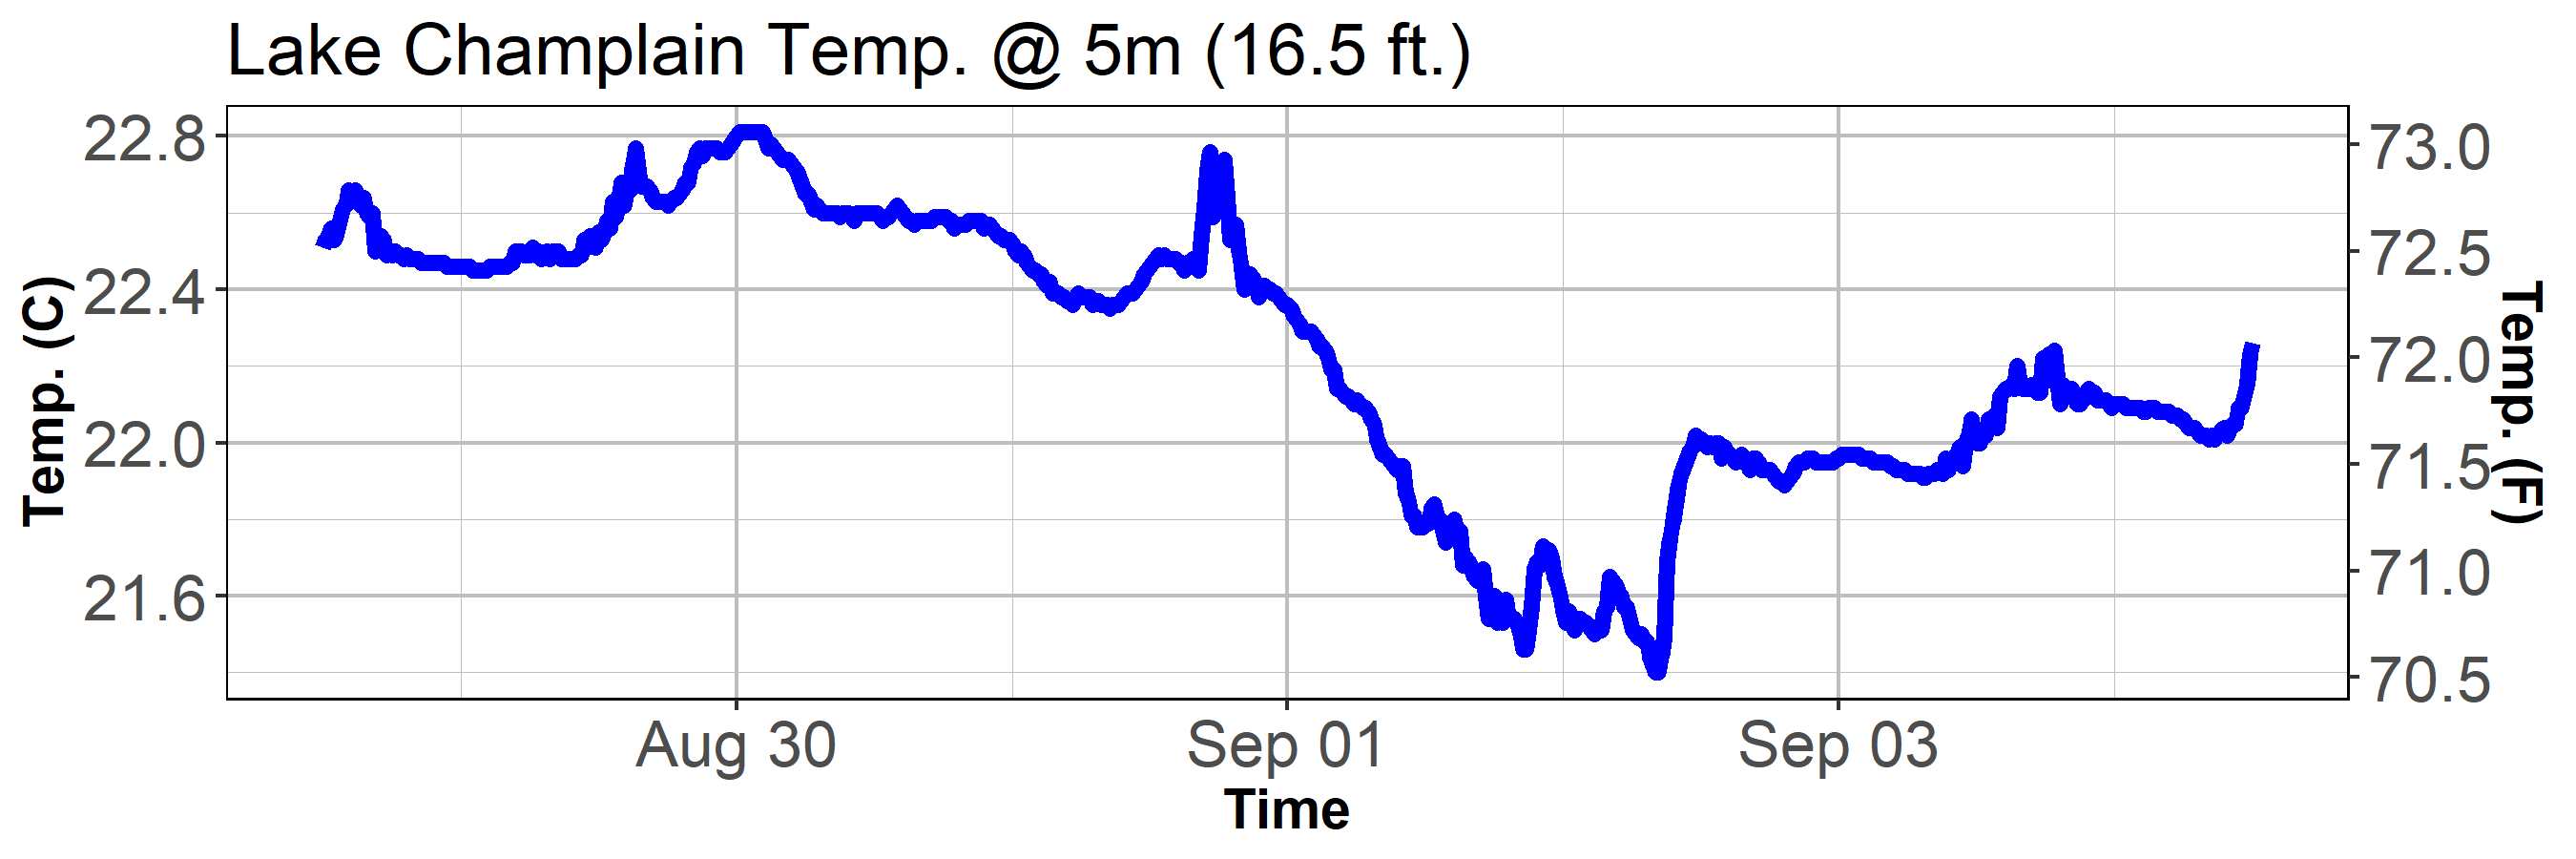 Lake Champlain Temp. @ 5m (16.5 ft.)
Temp. (C)
22.8
22.4
22.0
21.6
73.0
72.5
72.0
71.5
71.0
70.5
Temp. (F)
Aug 30
Sep 01
Sep 03
Time